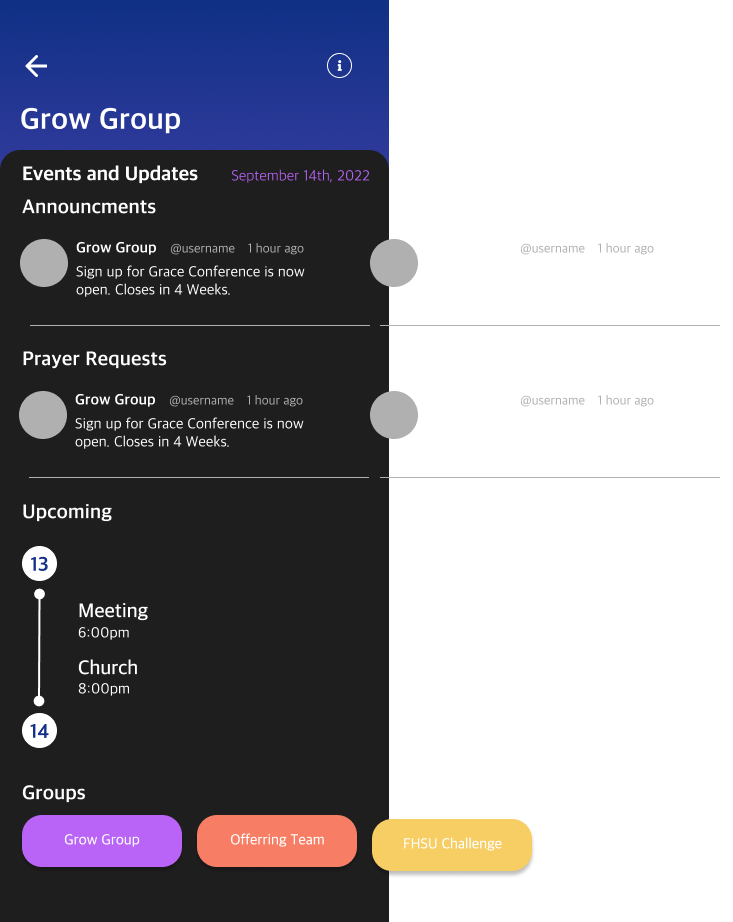 Grow Group
Events and Updates September 14th, 2022
Announcments
Grow Group @username 1 hour ago
Sign up for Grace Conference is now
open. Closes in 4 Weeks.
@username 1 hour ago
Prayer Requests
Grow Group @username 1 hour ago
Sign up for Grace Conference is now
open. Closes in 4 Weeks.
@username 1 hour ago
Upcoming
13
Meeting
6:00pm
Church
8:00pm
14
Groups
Grow Group
Offerring Team
FHSU Challenge